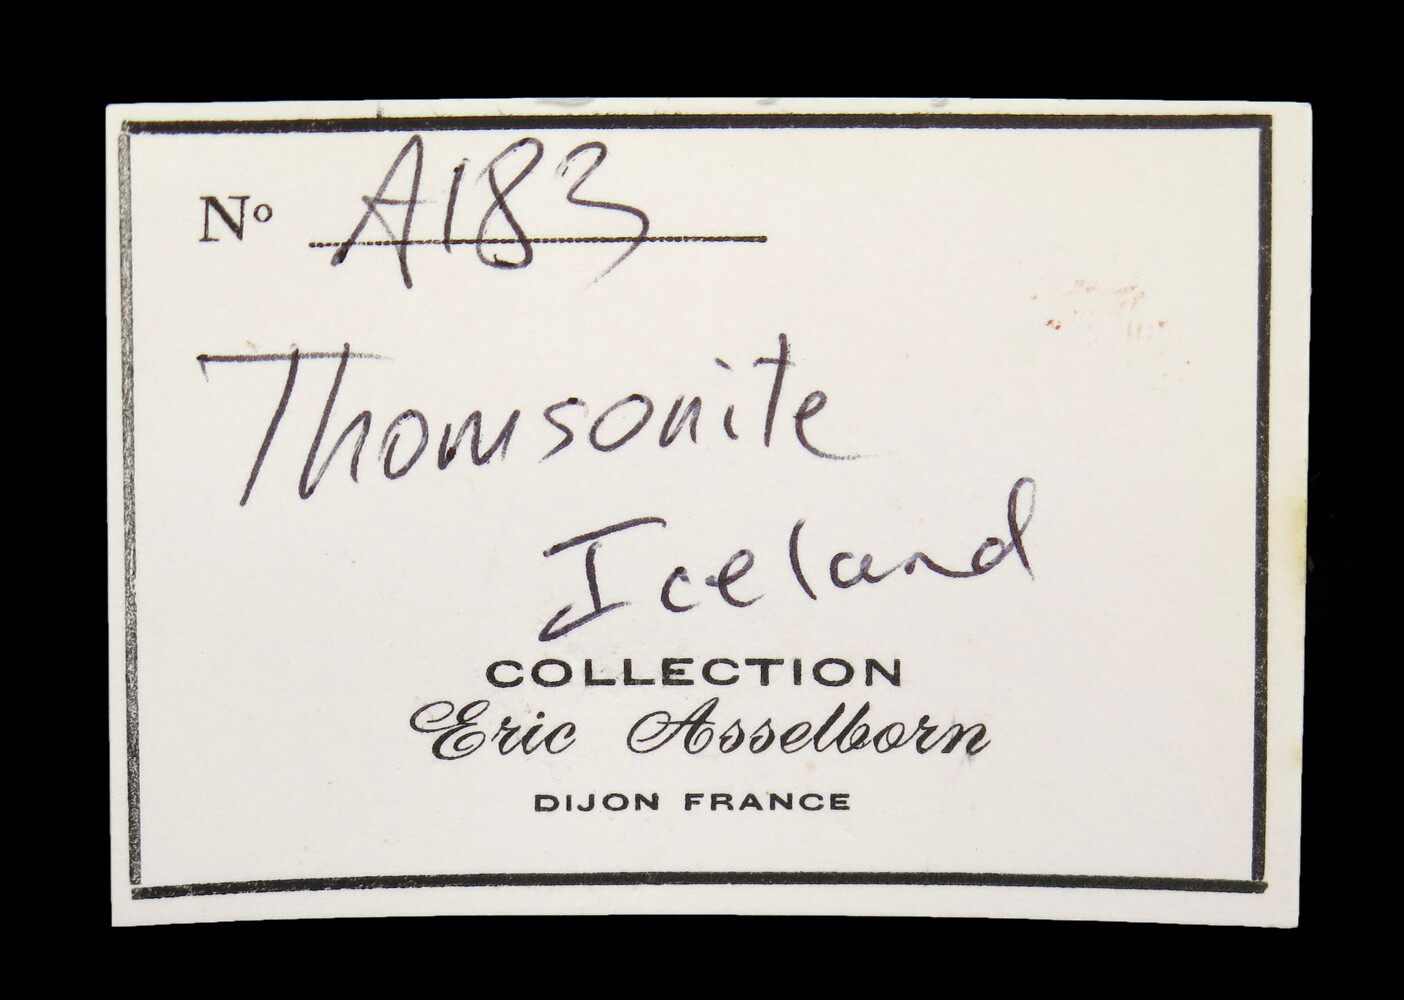 Nº A183
Thomsonite
Iceland
COLLECTION
Eric Asselborn
DIJON FRANCE